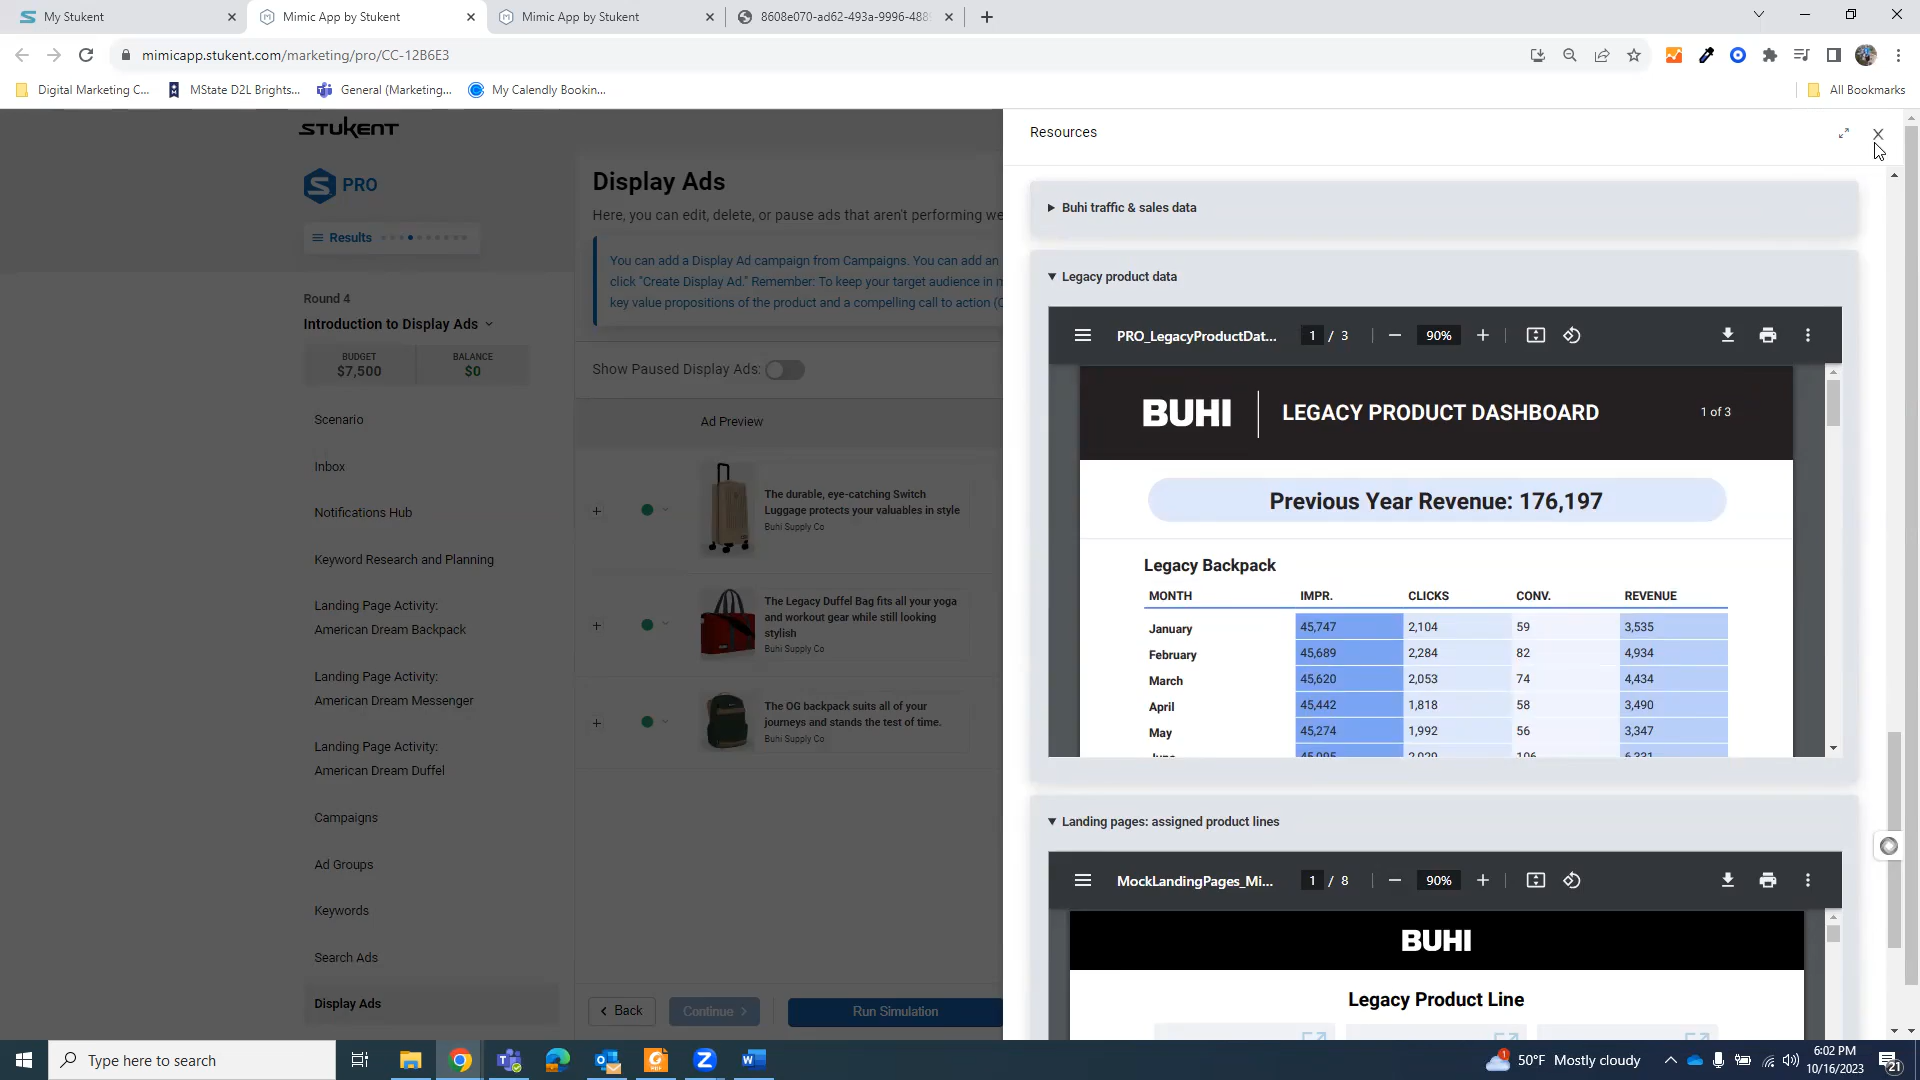 My Stukent
Mimic App by Stukent
Mimic App by Stukent
8608e070-ad62-493a-9996-488
mimicapp.stukent.com/marketing/pro/CC-12B6E3
Digital Marketing C...
MState D2L Brights...
General (Marketing...
My Calendly Bookin...
All Bookmarks
STUKENT
PRO
Results
Round 4
Introduction to Display Ads
BUDGET
$7,500
BALANCE
$0
Scenario
Inbox
Notifications Hub
Keyword Research and Planning
Landing Page Activity:
American Dream Backpack
Landing Page Activity:
American Dream Messenger
Landing Page Activity:
American Dream Duffel
Campaigns
Ad Groups
Keywords
Search Ads
Display Ads
Display Ads
Here, you can edit, delete, or pause ads that aren't performing we
You can add a Display Ad campaign from Campaigns. You can add an
click "Create Display Ad." Remember: To keep your target audience in m
key value propositions of the product and a compelling call to action (C
Show Paused Display Ads:
Ad Preview
The durable, eye-catching Switch
Luggage protects your valuables in style
Buhi Supply Co
The Legacy Duffel Bag fits all your yoga
and workout gear while still looking
stylish
Buhi Supply Co
The OG backpack suits all of your
journeys and stands the test of time.
Buhi Supply Co
Back
Continue
Run Simulation
Resources
Buhi traffic & sales data
Legacy product data
PRO_LegacyProductDat...
1 / 3
90%
BUHI
LEGACY PRODUCT DASHBOARD
1 of 3
Previous Year Revenue: 176,197
Legacy Backpack
MONTH IMPR. CLICKS CONV. REVENUE
January 45,747 2,104 59 3,535
February 45,689 2,284 82 4,934
March 45,620 2,053 74 4,434
April 45,442 1,818 58 3,490
May 45,274 1,992 56 3,347
Landing pages: assigned product lines
MockLandingPages_Mi...
1 / 8
90%
BUHI
Legacy Product Line
Type here to search
1
50°F Mostly cloudy
6:02 PM
10/16/2023
21